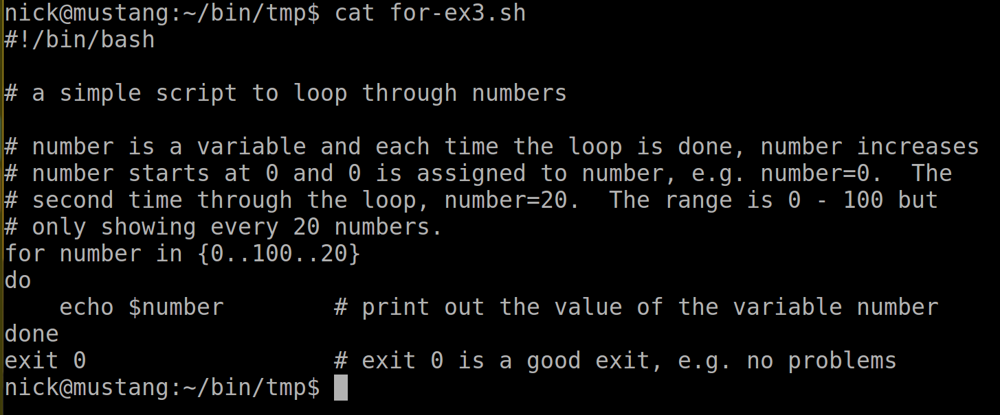 nick@mustang:~/bin/tmp$ cat for-ex3.sh
#!/bin/bash

# a simple script to loop through numbers

# number is a variable and each time the loop is done, number increases
# number starts at 0 and 0 is assigned to number, e.g. number=0.  The
# second time through the loop, number=20.  The range is 0 - 100 but
# only showing every 20 numbers.
for number in {0..100..20}
do
    echo $number        # print out the value of the variable number
done
exit 0                  # exit 0 is a good exit, e.g. no problems
nick@mustang:~/bin/tmp$